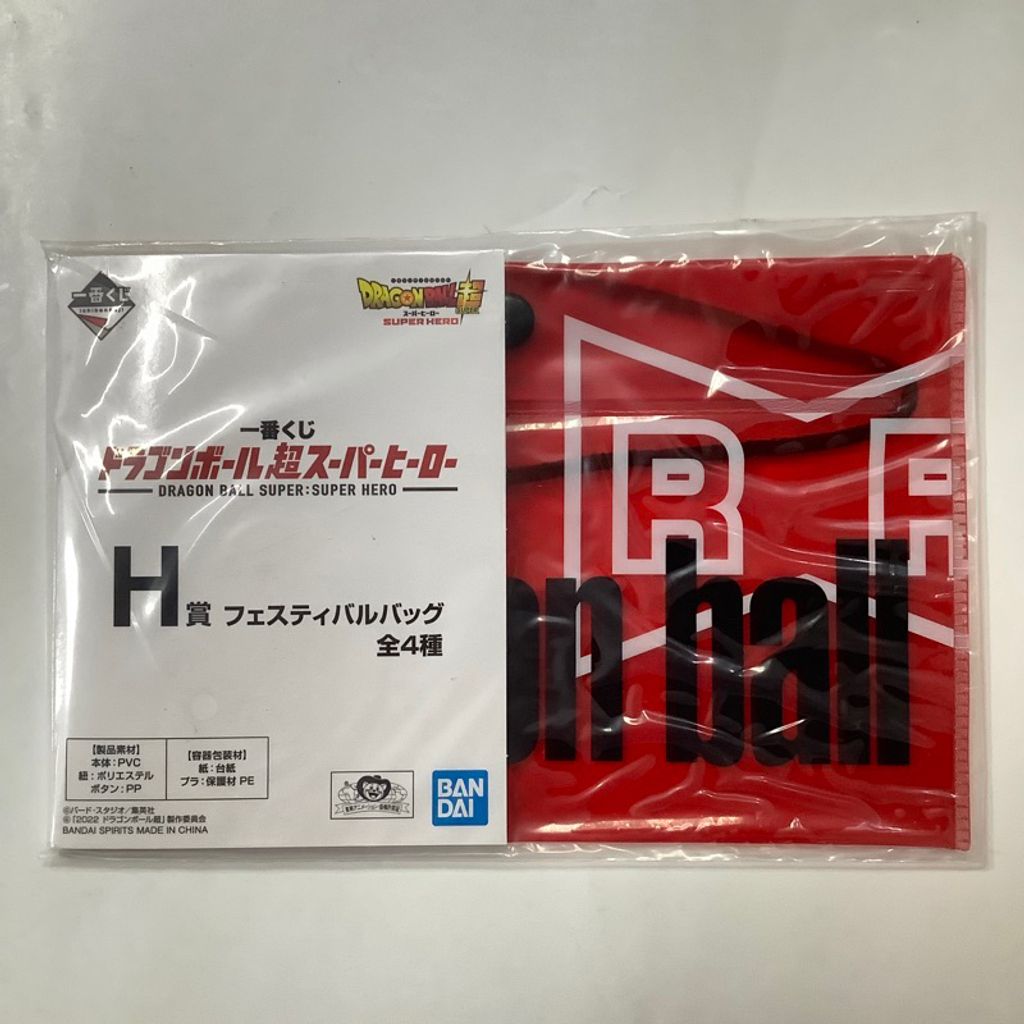 一番くじ
ICHIBANKUJI
DRAGON BALL 超
スーパーヒーロー
SUPER HERO
一番くじ
ドラゴンボール超スーパーヒーロー
DRAGON BALL SUPER:SUPER HERO
H賞 フェスティバルバッグ
全4種
【製品素材】
本体:PVC
紐:ポリエステル
ボタン:PP
【容器包装材】
紙:台紙
プラ:保護材 PE
©バード・スタジオ/集英社
©「2022 ドラゴンボール超」製作委員会
BANDAI SPIRITS MADE IN CHINA
BAN
DAI
R R
on ball